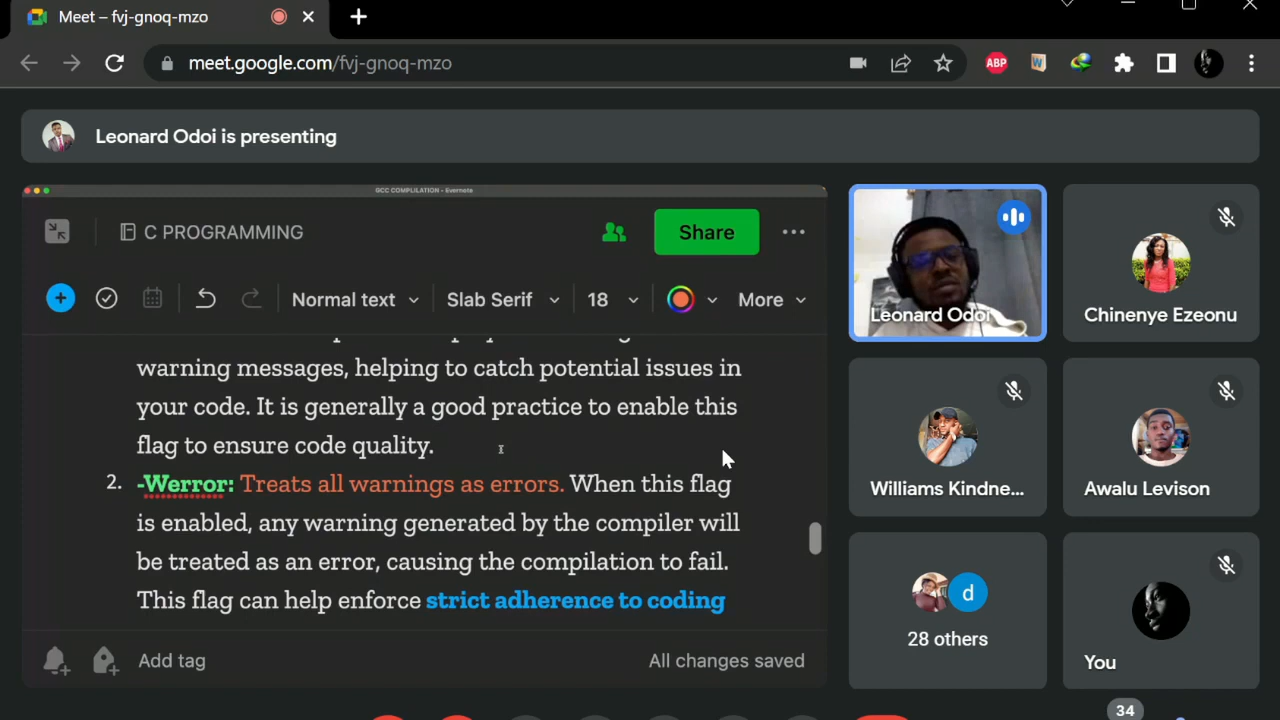 Meet – fvj-gnoq-mzo
meet.google.com/fvj-gnoq-mzo
ABP
Leonard Odoi is presenting
GCC COMPLILATION - Evernote
C PROGRAMMING
Share
Normal text
Slab Serif
18
More
warning messages, helping to catch potential issues in
your code. It is generally a good practice to enable this
flag to ensure code quality.
2. -Werror: Treats all warnings as errors. When this flag
is enabled, any warning generated by the compiler will
be treated as an error, causing the compilation to fail.
This flag can help enforce strict adherence to coding
Add tag
All changes saved
Leonard Odoi
Chinenye Ezeonu
Williams Kindne...
Awalu Levison
d
28 others
You
34